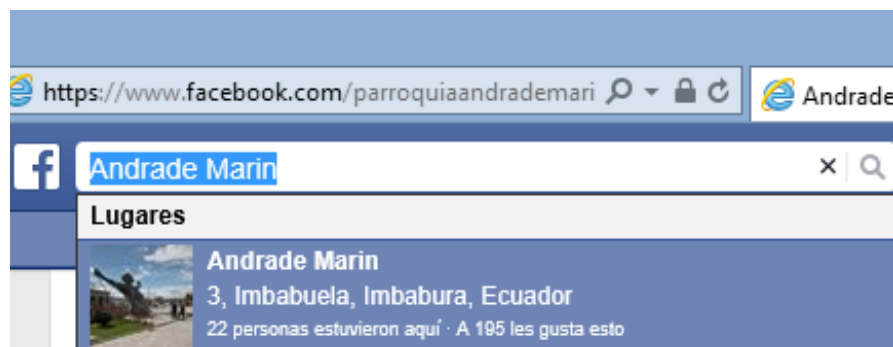 https://www.facebook.com/parroquiaandrademari
Andrade
Andrade Marin
Lugares
Andrade Marin
3, Imbabuela, Imbabura, Ecuador
22 personas estuvieron aquí · A 195 les gusta esto